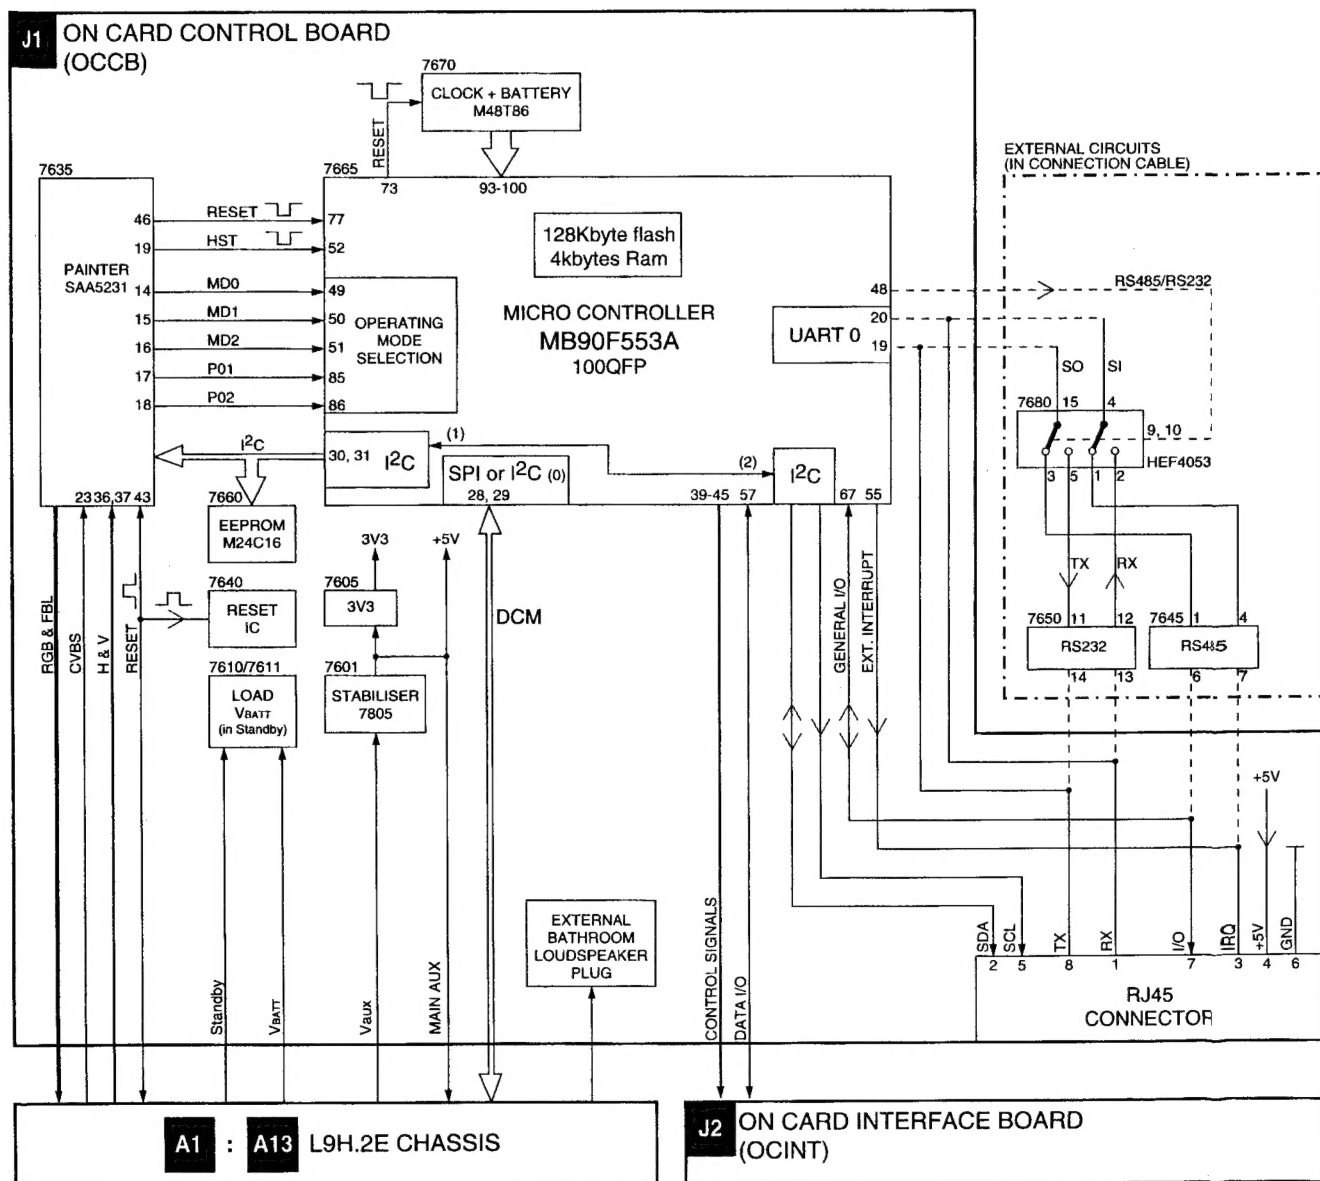 J1 ON CARD CONTROL BOARD
(OCCB)
7670
CLOCK + BATTERY
M48T86
RESET
EXTERNAL CIRCUITS
(IN CONNECTION CABLE)
7635
7665
73
93-100
46 RESET 77
19 HST 52
PAINTER
SAA5231
14 MD0 49
15 MD1 50
16 MD2 51
17 P01 85
18 P02 86
OPERATING
MODE
SELECTION
128Kbyte flash
4kbytes Ram
MICRO CONTROLLER
MB90F553A
100QFP
48
RS485/RS232
UART 0
20
19
SO
SI
7680
15
4
9, 10
HEF4053
3
5
1
2
I2C
30, 31 I2C
(1)
(2)
SPI or I2C (0)
28, 29
39-45
57
I2C
67
55
23
36, 37
43
7660
EEPROM
M24C16
3V3
+5V
7640
RESET
IC
7605
3V3
DCM
TX
RX
7650
11
12
7645
1
4
RS232
RS485
14
13
6
7
RGB & FBL
CVBS
H & V
RESET
7610/7611
LOAD
VBATT
(in Standby)
7601
STABILISER
7805
GENERAL I/O
EXT. INTERRUPT
+5V
EXTERNAL
BATHROOM
LOUDSPEAKER
PLUG
Standby
VBATT
Vaux
MAIN AUX
CONTROL SIGNALS
DATA I/O
SDA
SCL
TX
RX
I/O
IRQ
+5V
GND
2
5
8
1
7
3
4
6
RJ45
CONNECTOR
A1 : A13 L9H.2E CHASSIS
J2 ON CARD INTERFACE BOARD
(OCINT)